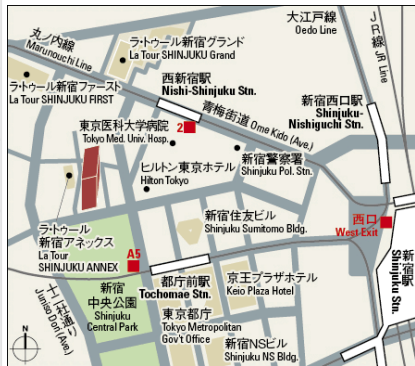 丸ノ内線
Marunouchi Line
ラ・トゥール新宿グランド
La Tour SHINJUKU Grand
大江戸線
Oedo Line
JR線
JR Line
ラ・トゥール新宿ファースト
La Tour SHINJUKU FIRST
西新宿駅
Nishi-Shinjuku Stn.
青梅街道 Ome Kido (Ave.)
新宿西口駅
Shinjuku-
Nishiguchi Stn.
東京医科大学病院
Tokyo Med. Univ. Hosp.
2
ヒルトン東京ホテル
Hilton Tokyo
新宿警察署
Shinjuku Pol. Stn.
ラ・トゥール
新宿アネックス
La Tour
SHINJUKU ANNEX
新宿住友ビル
Shinjuku Sumitomo Bldg.
西口
West Exit
新宿駅
Shinjuku Stn.
A5
十二社通り
Juniso Dori (Ave.)
新宿
中央公園
Shinjuku
Central Park
都庁前駅
Tochomae Stn.
京王プラザホテル
Keio Plaza Hotel
東京都庁
Tokyo Metropolitan
Gov't Office
新宿NSビル
Shinjuku NS Bldg.
N